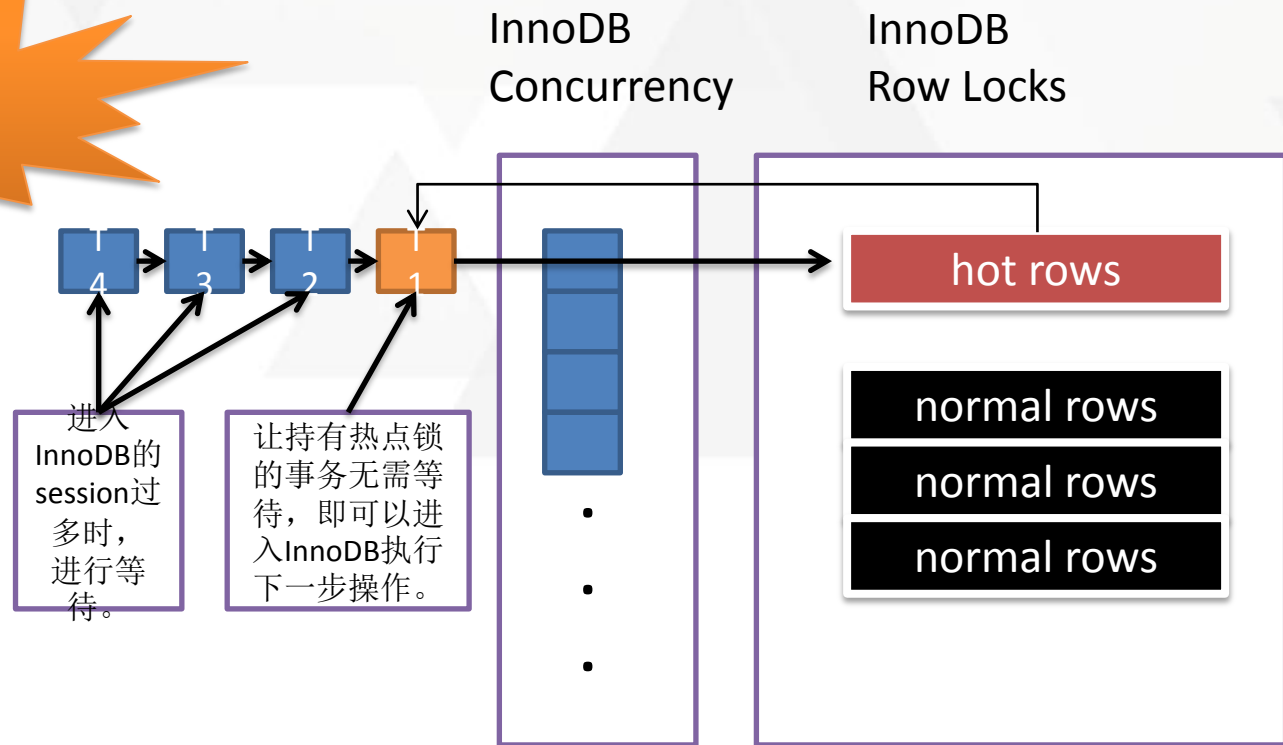 InnoDB
Concurrency
InnoDB
Row Locks
T
4
T
3
T
2
T
1
hot rows
normal rows
normal rows
normal rows
进入
InnoDB的
session过
多时，
进行等
待。
让持有热点锁
的事务无需等
待，即可以进
入InnoDB执行
下一步操作。
.
.
.